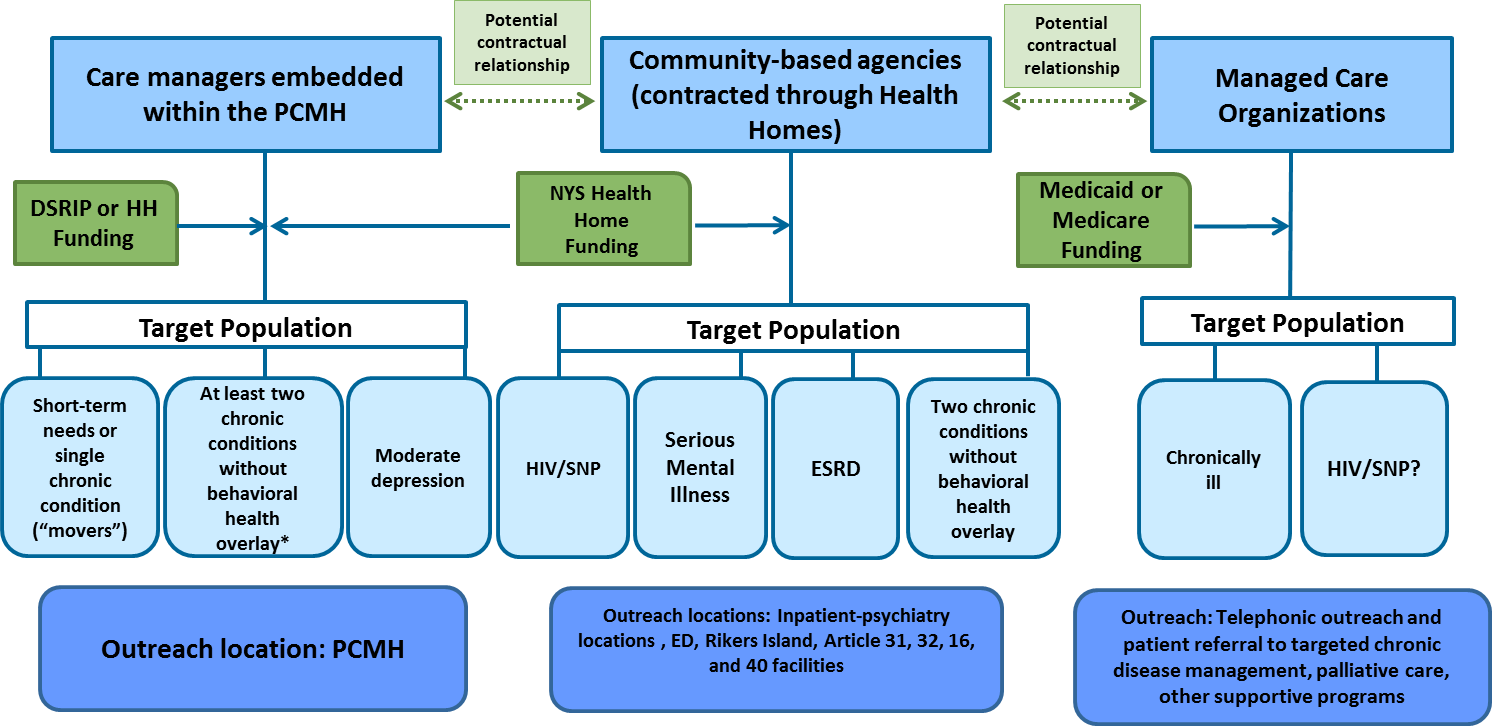 Potential
contractual
relationship
Potential
contractual
relationship
Care managers embedded
within the PCMH
Community-based agencies
(contracted through Health
Homes)
Managed Care
Organizations
DSRIP or HH
Funding
NYS Health
Home
Funding
Medicaid or
Medicare
Funding
Target Population
Target Population
Target Population
Short-term
needs or
single
chronic
condition
(“movers”)
At least two
chronic
conditions
without
behavioral
health
overlay*
Moderate
depression
HIV/SNP
Serious
Mental
Illness
ESRD
Two chronic
conditions
without
behavioral
health
overlay
Chronically
ill
HIV/SNP?
Outreach location: PCMH
Outreach locations: Inpatient-psychiatry
locations , ED, Rikers Island, Article 31, 32, 16,
and 40 facilities
Outreach: Telephonic outreach and
patient referral to targeted chronic
disease management, palliative care,
other supportive programs